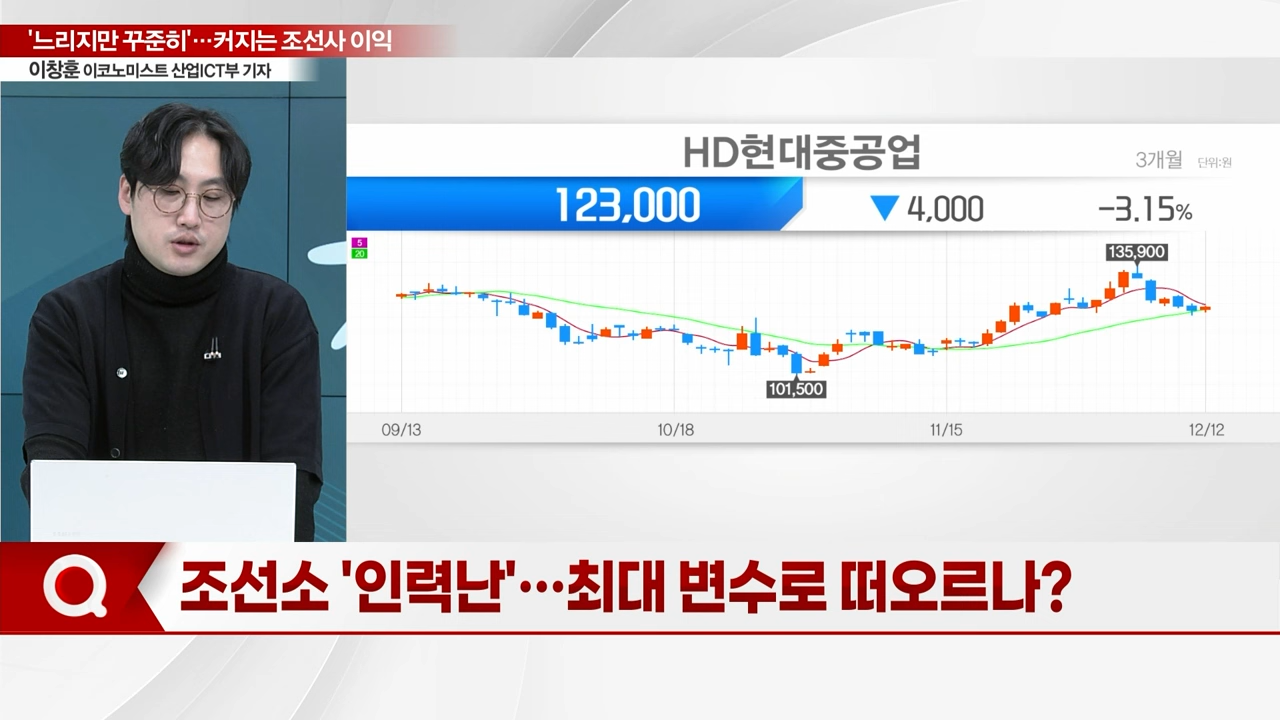 '느리지만 꾸준히'…커지는 조선사 이익
이창훈 이코노미스트 산업ICT부 기자
HD현대중공업
3개월 단위:원
123,000 ▼ 4,000 -3.15%
5
20
135,900
101,500
09/13 10/18 11/15 12/12
Q 조선소 '인력난'…최대 변수로 떠오르나?